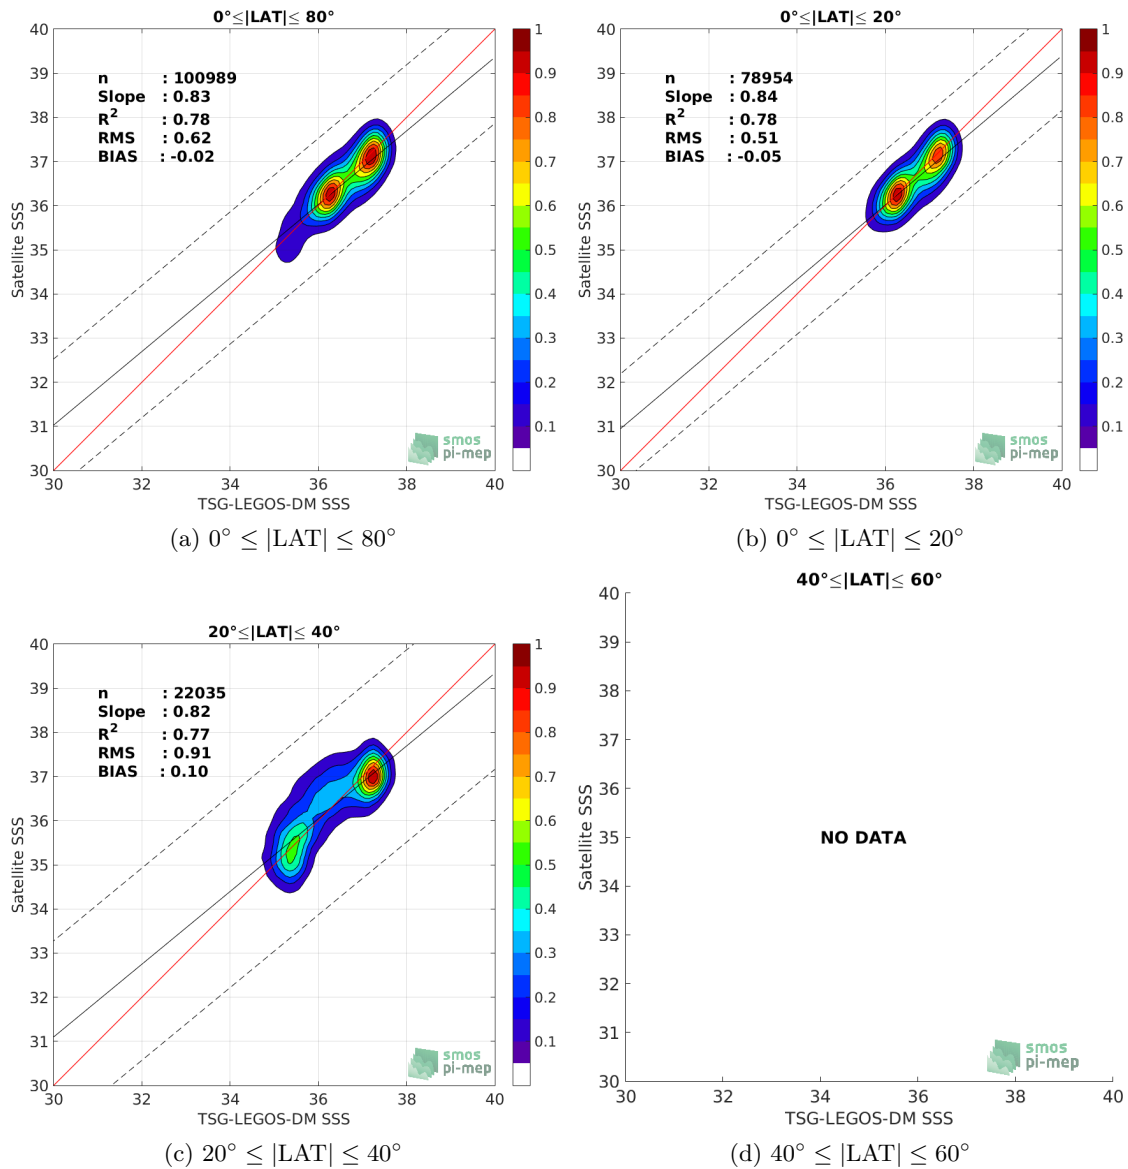 0°≤|LAT|≤ 80°
n : 100989
Slope : 0.83
R2 : 0.78
RMS : 0.62
BIAS : -0.02
Satellite SSS
40
39
38
37
36
35
34
33
32
31
30
30 32 34 36 38 40
TSG-LEGOS-DM SSS
1
0.9
0.8
0.7
0.6
0.5
0.4
0.3
0.2
0.1
smos
pi-mep
(a) 0° ≤ |LAT| ≤ 80°
0°≤|LAT|≤ 20°
n : 78954
Slope : 0.84
R2 : 0.78
RMS : 0.51
BIAS : -0.05
Satellite SSS
40
39
38
37
36
35
34
33
32
31
30
30 32 34 36 38 40
TSG-LEGOS-DM SSS
1
0.9
0.8
0.7
0.6
0.5
0.4
0.3
0.2
0.1
smos
pi-mep
(b) 0° ≤ |LAT| ≤ 20°
20°≤|LAT|≤ 40°
n : 22035
Slope : 0.82
R2 : 0.77
RMS : 0.91
BIAS : 0.10
Satellite SSS
40
39
38
37
36
35
34
33
32
31
30
30 32 34 36 38 40
TSG-LEGOS-DM SSS
1
0.9
0.8
0.7
0.6
0.5
0.4
0.3
0.2
0.1
smos
pi-mep
(c) 20° ≤ |LAT| ≤ 40°
40°≤|LAT|≤ 60°
Satellite SSS
40
39
38
37
36
35
34
33
32
31
30
NO DATA
30 32 34 36 38 40
TSG-LEGOS-DM SSS
smos
pi-mep
(d) 40° ≤ |LAT| ≤ 60°